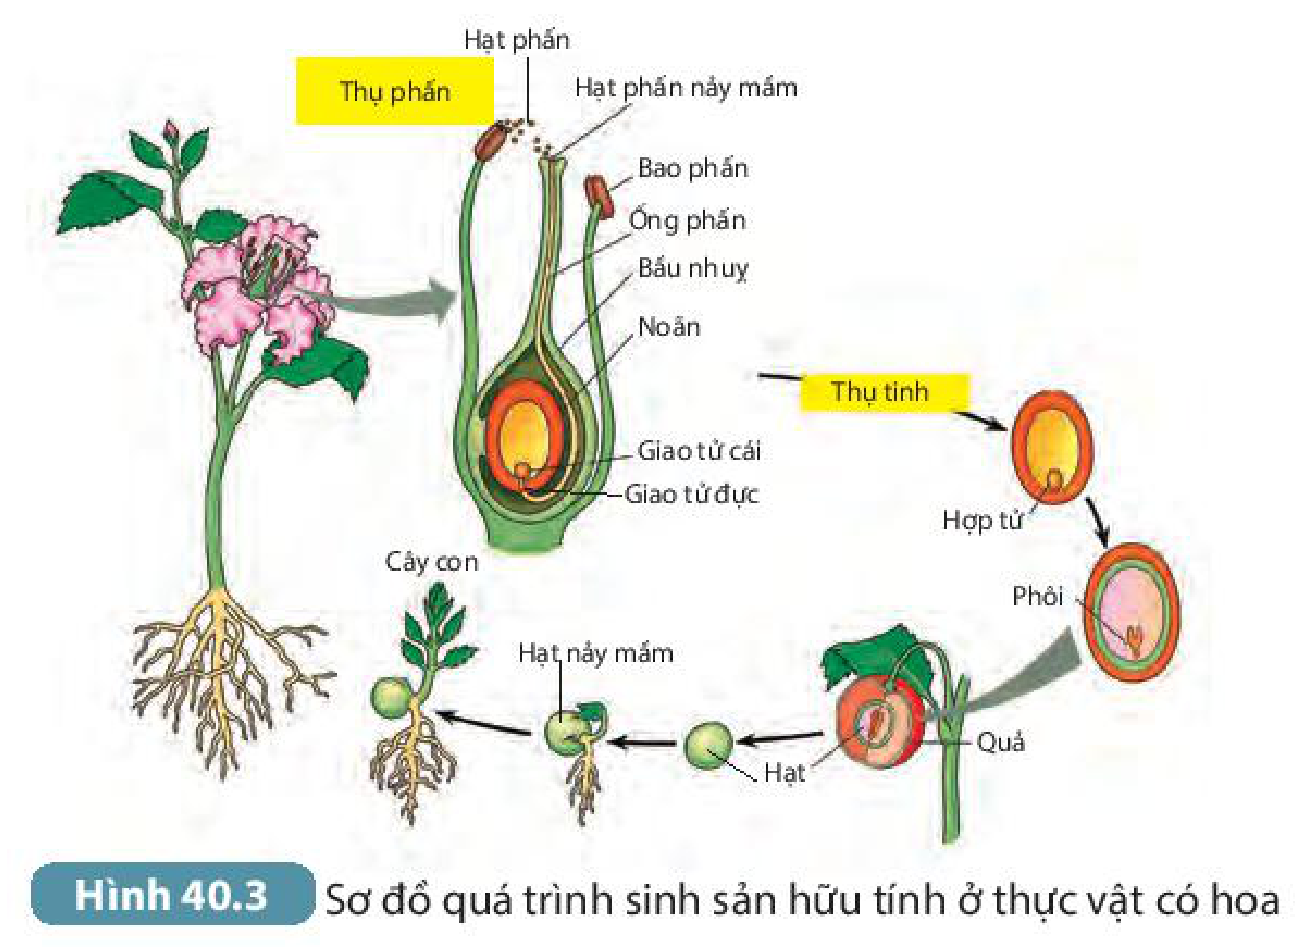 Hạt phấn
Thụ phấn
Hạt phấn nảy mầm
Bao phấn
Ống phấn
Bầu nhuỵ
Noãn
Thụ tinh
Giao tử cái
Giao tử đực
Hợp tử
Cây con
Phôi
Hạt nảy mầm
Quả
Hạt
Hình 40.3 Sơ đồ quá trình sinh sản hữu tính ở thực vật có hoa